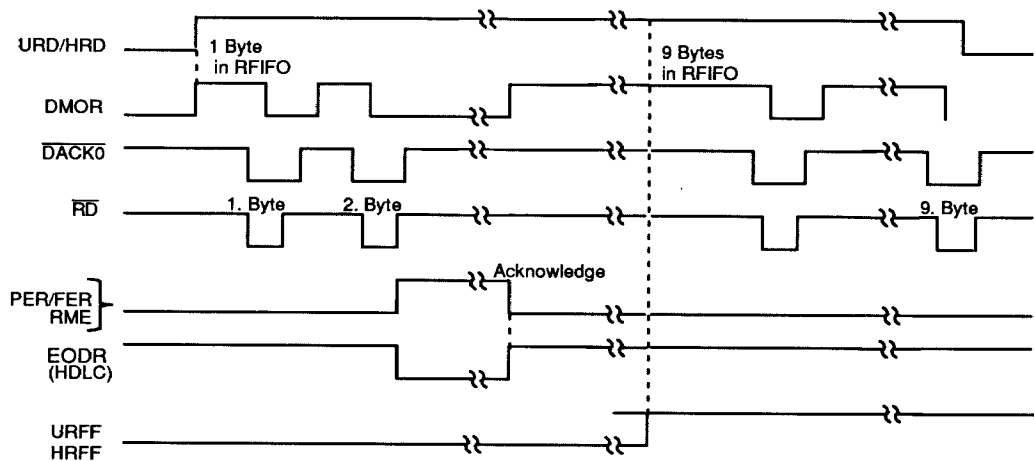 URD/HRD
1 Byte
in RFIFO
9 Bytes
in RFIFO
DMOR
DACK0
RD
1. Byte
2. Byte
9. Byte
Acknowledge
PER/FER
RME
EODR
(HDLC)
URFF
HRFF